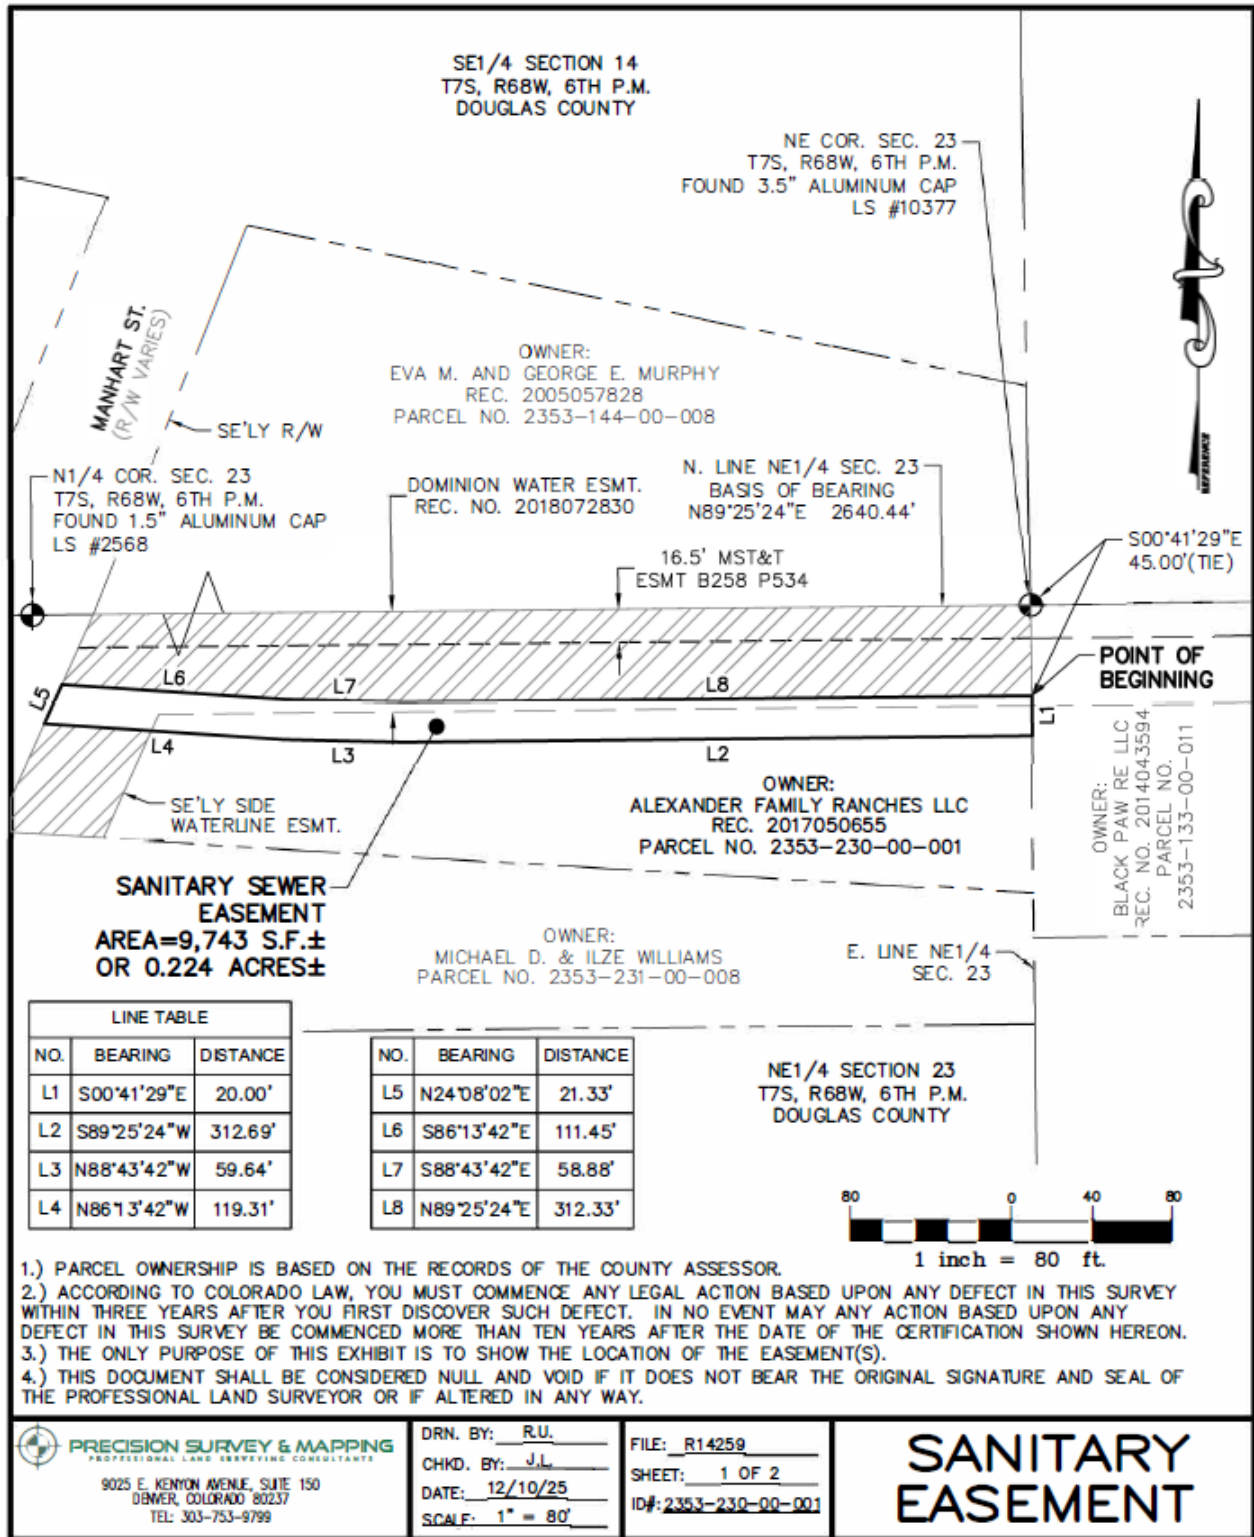 SE1/4 SECTION 14
T7S, R68W, 6TH P.M.
DOUGLAS COUNTY
NE COR. SEC. 23
T7S, R68W, 6TH P.M.
FOUND 3.5" ALUMINUM CAP
LS #10377
REFERENCE
MANHART ST.
(R/W VARIES)
SE'LY R/W
OWNER:
EVA M. AND GEORGE E. MURPHY
REC. 2005057828
PARCEL NO. 2353-144-00-008
N1/4 COR. SEC. 23
T7S, R68W, 6TH P.M.
FOUND 1.5" ALUMINUM CAP
LS #2568
DOMINION WATER ESMT.
REC. NO. 2018072830
N. LINE NE1/4 SEC. 23
BASIS OF BEARING
N89°25'24"E 2640.44'
16.5' MST&T
ESMT B258 P534
S00°41'29"E
45.00'(TIE)
POINT OF
BEGINNING
L5
L6
L7
L8
L1
L4
L3
L2
SE'LY SIDE
WATERLINE ESMT.
OWNER:
ALEXANDER FAMILY RANCHES LLC
REC. 2017050655
PARCEL NO. 2353-230-00-001
OWNER:
BLACK PAW RE LLC
REC. NO. 2014043594
PARCEL NO.
2353-133-00-011
SANITARY SEWER
EASEMENT
AREA=9,743 S.F.±
OR 0.224 ACRES±
OWNER:
MICHAEL D. & ILZE WILLIAMS
PARCEL NO. 2353-231-00-008
E. LINE NE1/4
SEC. 23
LINE TABLE
NO. BEARING DISTANCE
L1 S00°41'29"E 20.00'
L2 S89°25'24"W 312.69'
L3 N88°43'42"W 59.64'
L4 N86°13'42"W 119.31'
NO. BEARING DISTANCE
L5 N24°08'02"E 21.33'
L6 S86°13'42"E 111.45'
L7 S88°43'42"E 58.88'
L8 N89°25'24"E 312.33'
NE1/4 SECTION 23
T7S, R68W, 6TH P.M.
DOUGLAS COUNTY
80 0 40 80
1 inch = 80 ft.
1.) PARCEL OWNERSHIP IS BASED ON THE RECORDS OF THE COUNTY ASSESSOR.
2.) ACCORDING TO COLORADO LAW, YOU MUST COMMENCE ANY LEGAL ACTION BASED UPON ANY DEFECT IN THIS SURVEY
WITHIN THREE YEARS AFTER YOU FIRST DISCOVER SUCH DEFECT. IN NO EVENT MAY ANY ACTION BASED UPON ANY
DEFECT IN THIS SURVEY BE COMMENCED MORE THAN TEN YEARS AFTER THE DATE OF THE CERTIFICATION SHOWN HEREON.
3.) THE ONLY PURPOSE OF THIS EXHIBIT IS TO SHOW THE LOCATION OF THE EASEMENT(S).
4.) THIS DOCUMENT SHALL BE CONSIDERED NULL AND VOID IF IT DOES NOT BEAR THE ORIGINAL SIGNATURE AND SEAL OF
THE PROFESSIONAL LAND SURVEYOR OR IF ALTERED IN ANY WAY.
PRECISION SURVEY & MAPPING
PROFESSIONAL LAND SURVEYING CONSULTANTS
9025 E. KENYON AVENUE, SUITE 150
DENVER, COLORADO 80237
TEL: 303-753-9799
DRN. BY: R.U.
CHKD. BY: J.L.
DATE: 12/10/25
SCALE: 1" = 80'
FILE: R14259
SHEET: 1 OF 2
ID#: 2353-230-00-001
SANITARY
EASEMENT